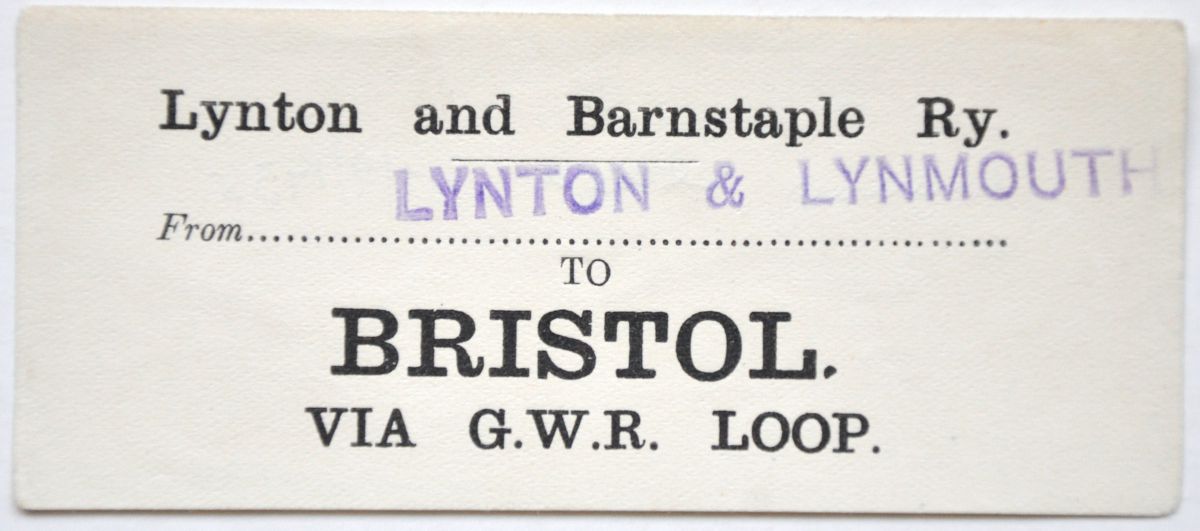 Lynton and Barnstaple Ry.
LYNTON & LYNMOUTH
From........................................................................
TO
BRISTOL.
VIA G.W.R. LOOP.